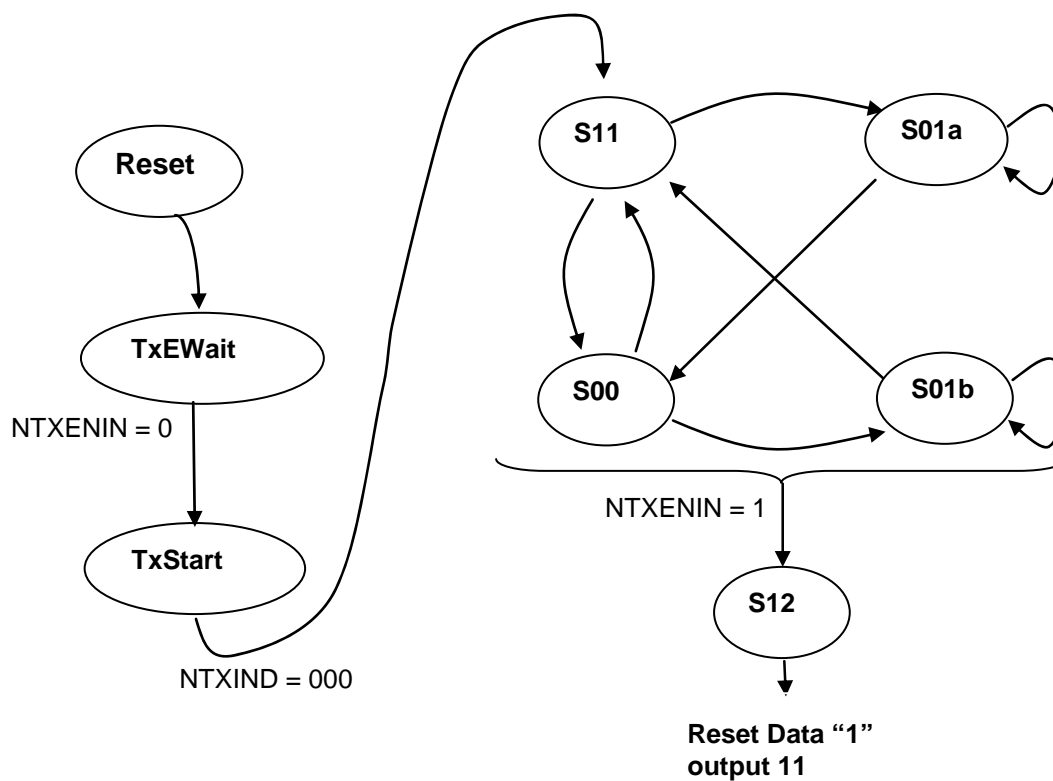 Reset
TxEWait
NTXENIN = 0
TxStart
NTXIND = 000
S11
S01a
S00
S01b
NTXENIN = 1
S12
Reset Data “1”
output 11